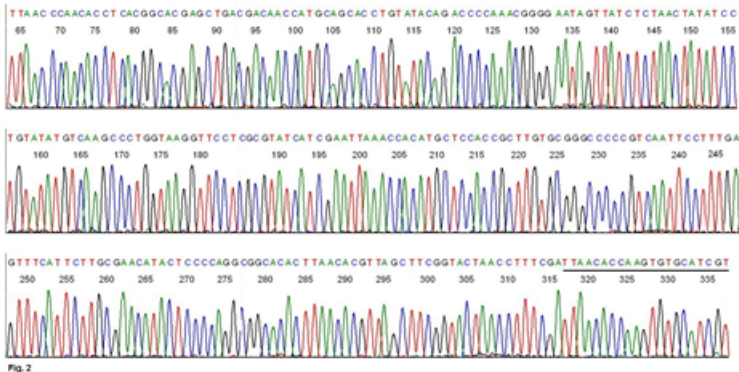 TTAACCCAACACCTCACGGCACGAGCTGACGACAACCATGCAGCACCTGTATACAGACCCCAAACGGGGAATAGTTATCTCTAACTATATCC
65 70 75 80 85 90 95 100 105 110 115 120 125 130 135 140 145 150 155
TGTATATGTCAAGCCCTGGTAAGGTTCCTCGCGTATCATCGAATTAAACCACATGCTCCACCGCTTGTGCGGGCCCCCGTCAATTCCTTTGA
160 165 170 175 180 190 195 200 205 210 215 220 225 230 235 240 245
GTTTCATTCTTGCGAACATACTCCCCAGGCGGCACACTTAACACGTTAGCTTCGGTACTAACCTTTCGATTAACACCAAGTGTGCATCGT
250 255 260 265 270 275 280 285 290 295 300 305 310 315 320 325 330 335
Fig. 2